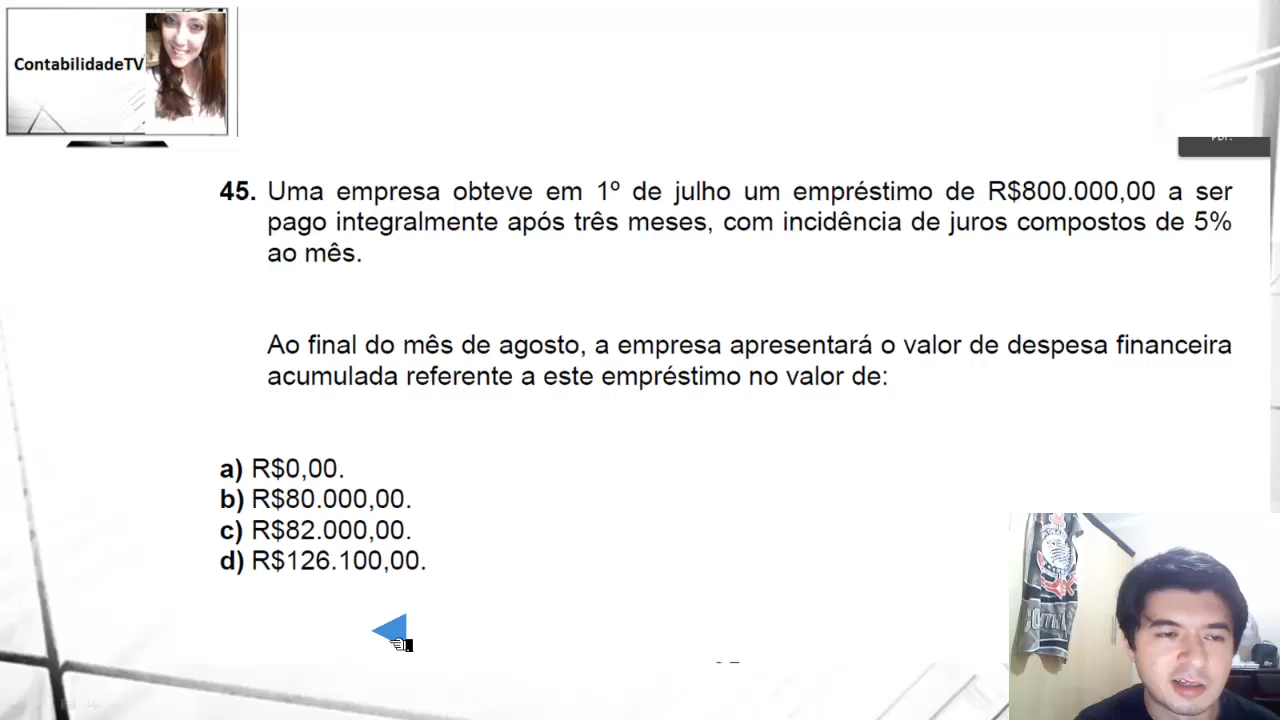 ContabilidadeTV
45. Uma empresa obteve em 1º de julho um empréstimo de R$800.000,00 a ser
pago integralmente após três meses, com incidência de juros compostos de 5%
ao mês.
Ao final do mês de agosto, a empresa apresentará o valor de despesa financeira
acumulada referente a este empréstimo no valor de:
a) R$0,00.
b) R$80.000,00.
c) R$82.000,00.
d) R$126.100,00.